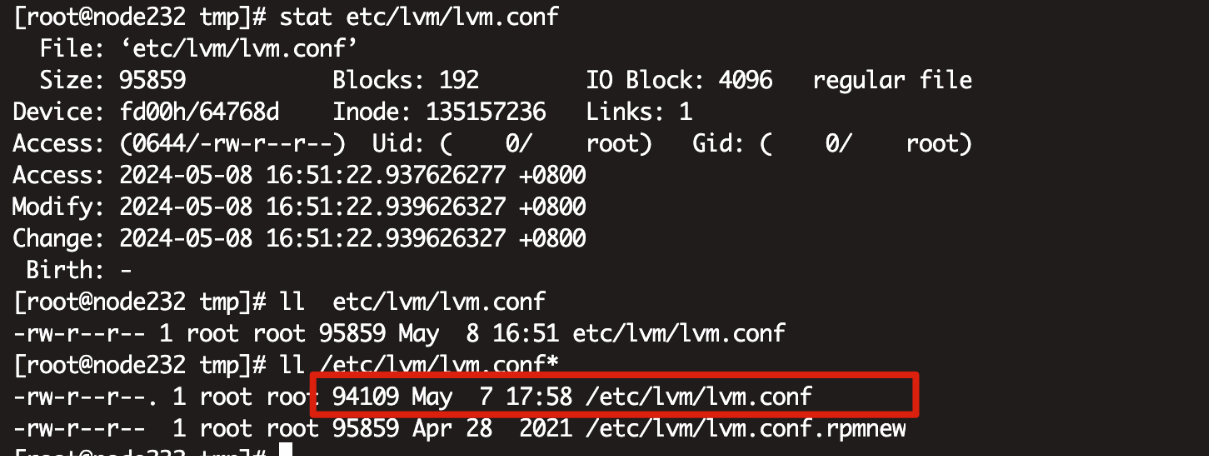 [root@node232 tmp]# stat etc/lvm/lvm.conf
  File: ‘etc/lvm/lvm.conf’
  Size: 95859           Blocks: 192        IO Block: 4096   regular file
Device: fd00h/64768d    Inode: 135157236   Links: 1
Access: (0644/-rw-r--r--)  Uid: (    0/    root)   Gid: (    0/    root)
Access: 2024-05-08 16:51:22.937626277 +0800
Modify: 2024-05-08 16:51:22.939626327 +0800
Change: 2024-05-08 16:51:22.939626327 +0800
 Birth: -
[root@node232 tmp]# ll  etc/lvm/lvm.conf
-rw-r--r-- 1 root root 95859 May  8 16:51 etc/lvm/lvm.conf
[root@node232 tmp]# ll /etc/lvm/lvm.conf*
-rw-r--r--. 1 root root 94109 May  7 17:58 /etc/lvm/lvm.conf
-rw-r--r--  1 root root 95859 Apr 28  2021 /etc/lvm/lvm.conf.rpmnew
[root@node232 tmp]#